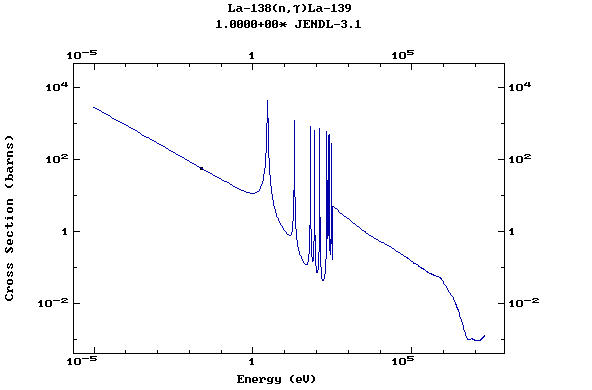 La-138(n,γ)La-139
1.0000+00* JENDL-3.1
10-5 1 105
104 104
102 102
1 1
10-2 10-2
10-5 1 105
Cross Section (barns)
Energy (eV)